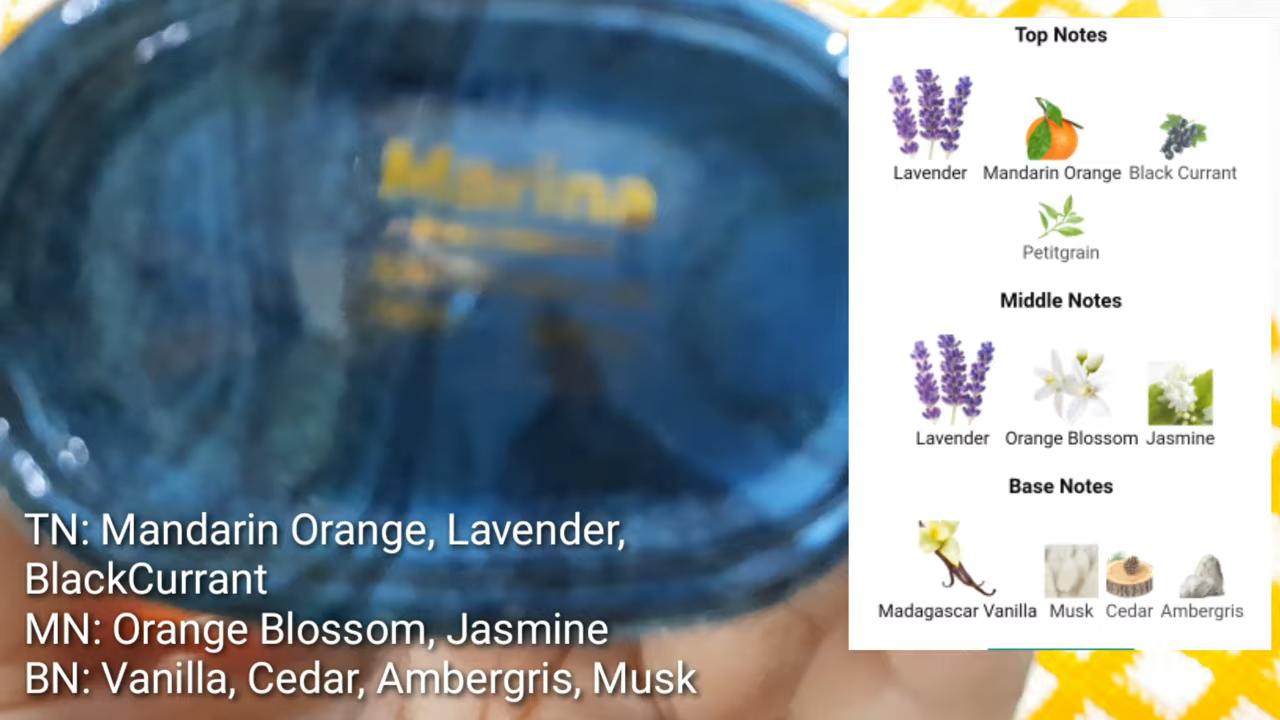 Marina
TN: Mandarin Orange, Lavender,
BlackCurrant
MN: Orange Blossom, Jasmine
BN: Vanilla, Cedar, Ambergris, Musk
Top Notes
Lavender Mandarin Orange Black Currant
Petitgrain
Middle Notes
Lavender Orange Blossom Jasmine
Base Notes
Madagascar Vanilla Musk Cedar Ambergris